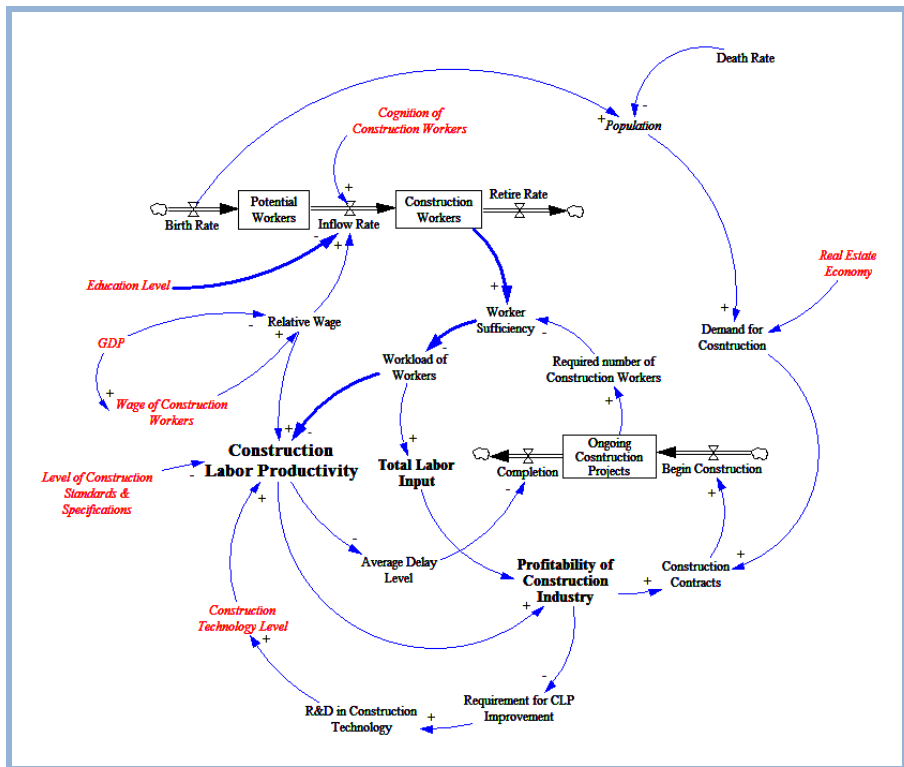 Death Rate
Cognition of
Construction Workers
+
-
+
Population
Potential
Workers
+
Construction
Workers
Retire Rate
Birth Rate
Inflow Rate
-
+
Real Estate
Economy
Education Level
+
Worker
Sufficiency
+
Relative Wage
-
+
-
-
Demand for
Cosntruction
GDP
Workload of
Workers
Required number of
Construction Workers
+
Wage of Construction
Workers
+
+
-
+
Construction
Labor Productivity
Ongoing
Cosntruction
Projects
Total Labor
Input
Completion
Begin Construction
Level of Construction
Standards &
Specifications
-
+
-
+
-
+
Average Delay
Level
Profitability of
Construction
Industry
Construction
Contracts
+
+
Construction
Technology Level
+
-
Requirement for CLP
Improvement
R&D in Construction
Technology
+